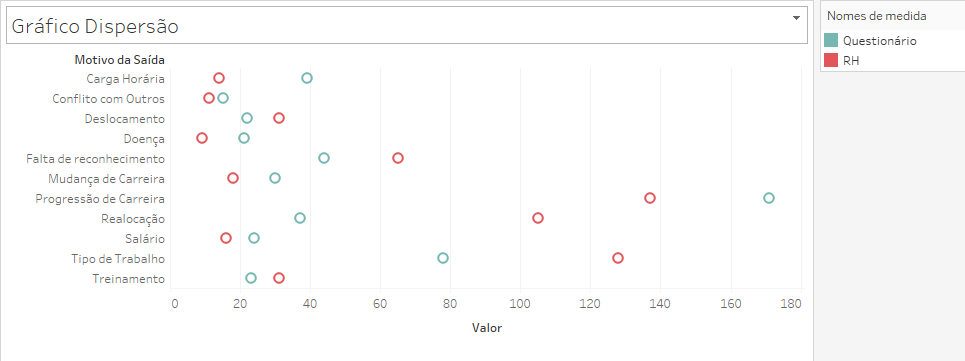 Gráfico Dispersão
Nomes de medida
Questionário
RH
Motivo da Saída
Carga Horária
Conflito com Outros
Deslocamento
Doença
Falta de reconhecimento
Mudança de Carreira
Progressão de Carreira
Realocação
Salário
Tipo de Trabalho
Treinamento
0 20 40 60 80 100 120 140 160 180
Valor